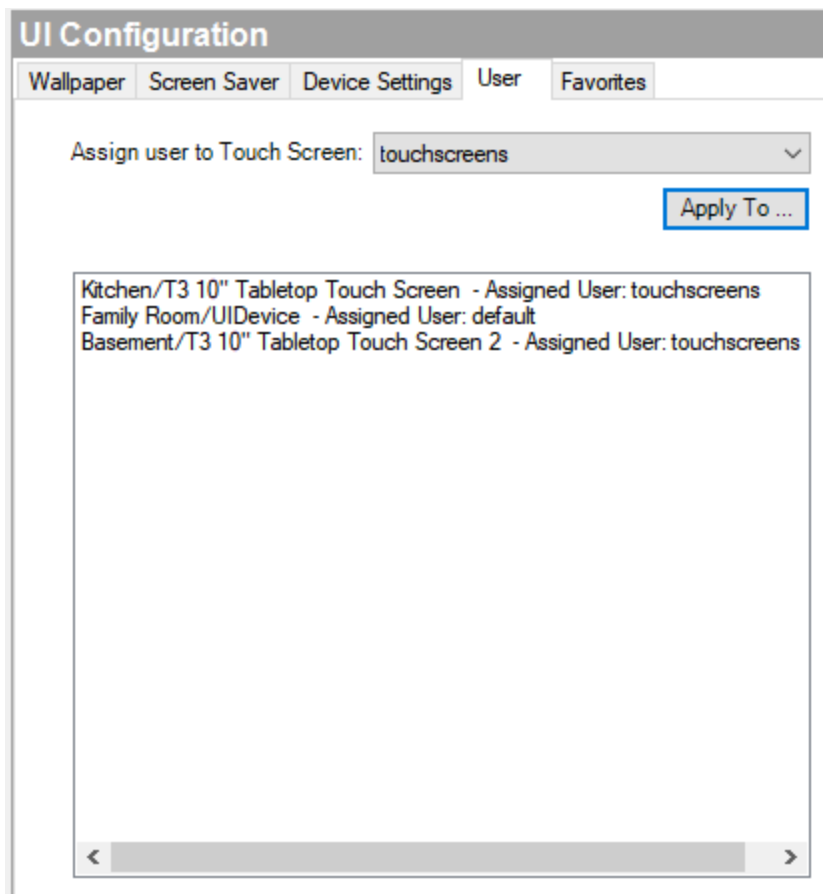 UI Configuration
Wallpaper Screen Saver Device Settings User Favorites
Assign user to Touch Screen: touchscreens
Apply To ...
Kitchen/T3 10" Tabletop Touch Screen - Assigned User: touchscreens
Family Room/UIDevice - Assigned User: default
Basement/T3 10" Tabletop Touch Screen 2 - Assigned User: touchscreens